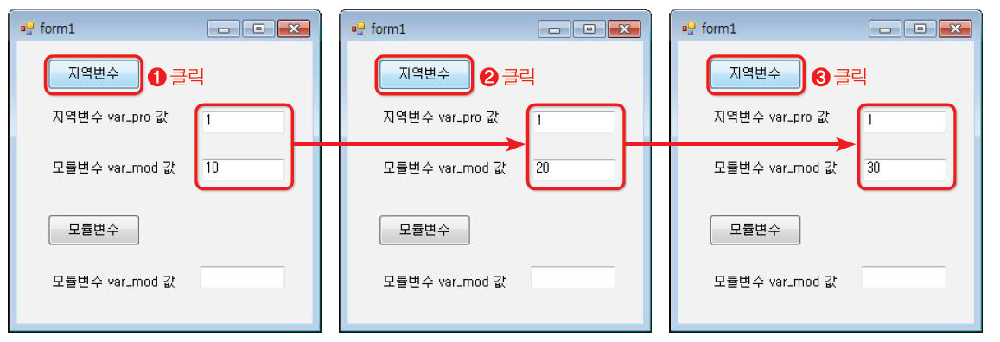 form1
지역변수
❶ 클릭
지역변수 var_pro 값
1
모듈변수 var_mod 값
10
모듈변수
모듈변수 var_mod 값
form1
지역변수
❷ 클릭
지역변수 var_pro 값
1
모듈변수 var_mod 값
20
모듈변수
모듈변수 var_mod 값
form1
지역변수
❸ 클릭
지역변수 var_pro 값
1
모듈변수 var_mod 값
30
모듈변수
모듈변수 var_mod 값